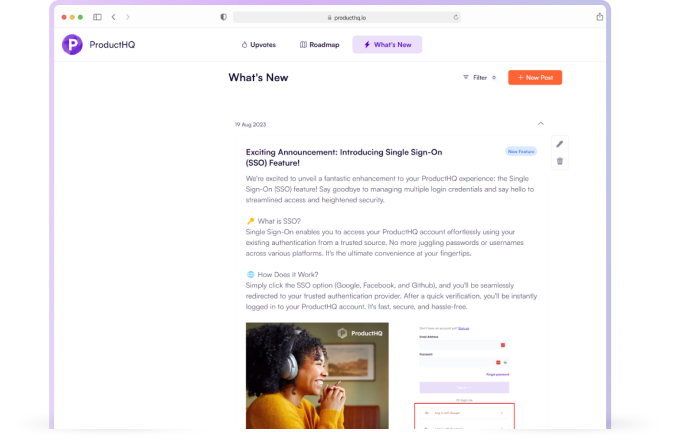 producthq.io
P ProductHQ
Upvotes
Roadmap
What's New
What's New
Filter
+ New Post
19 Aug 2023
Exciting Announcement: Introducing Single Sign-On
(SSO) Feature!
New Feature
We're excited to unveil a fantastic enhancement to your ProductHQ experience: the Single
Sign-On (SSO) feature! Say goodbye to managing multiple login credentials and say hello to
streamlined access and heightened security.
🔑 What is SSO?
Single Sign-On enables you to access your ProductHQ account effortlessly using your
existing authentication from a trusted source. No more juggling passwords or usernames
across various platforms. It's the ultimate convenience at your fingertips.
🌐 How Does it Work?
Simply click the SSO option (Google, Facebook, and Github), and you'll be seamlessly
redirected to your trusted authentication provider. After a quick verification, you'll be instantly
logged in to your ProductHQ account. It's fast, secure, and hassle-free.
ProductHQ
Don't have an account yet? Sign up
Email Address
Password
Forgot password
Log in with Google